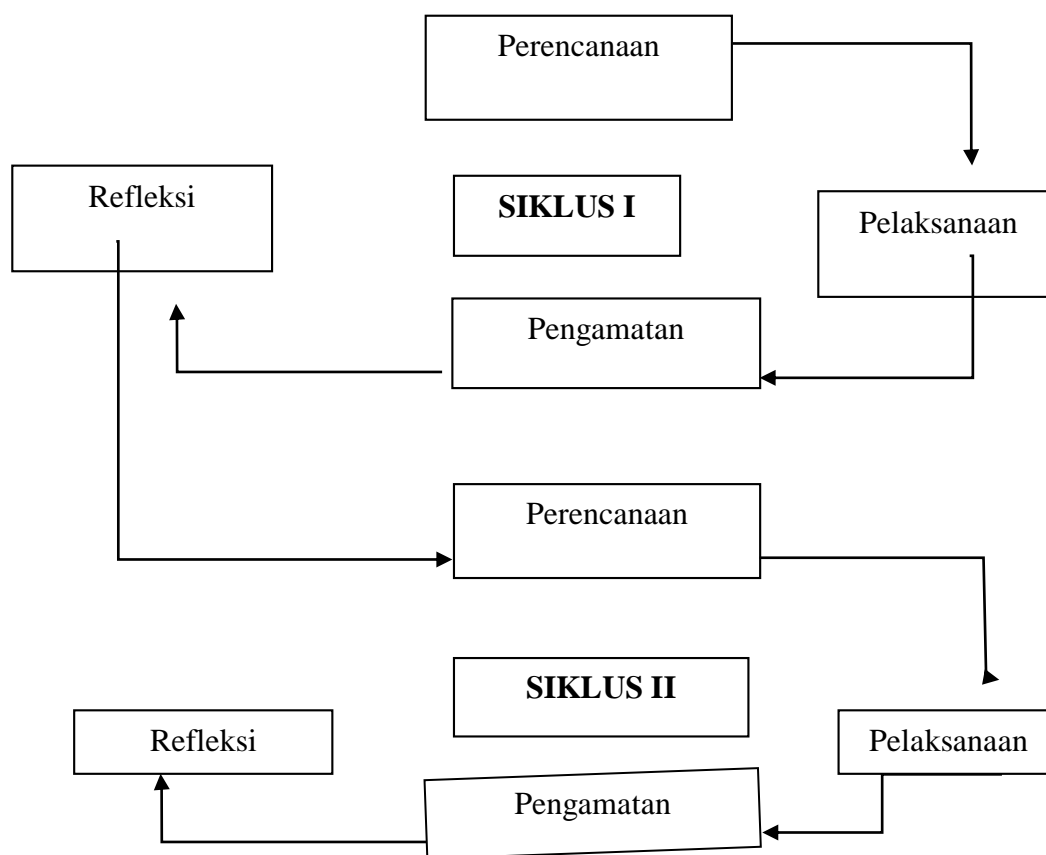 Perencanaan
Refleksi
SIKLUS I
Pelaksanaan
Pengamatan
Perencanaan
SIKLUS II
Refleksi
Pelaksanaan
Pengamatan